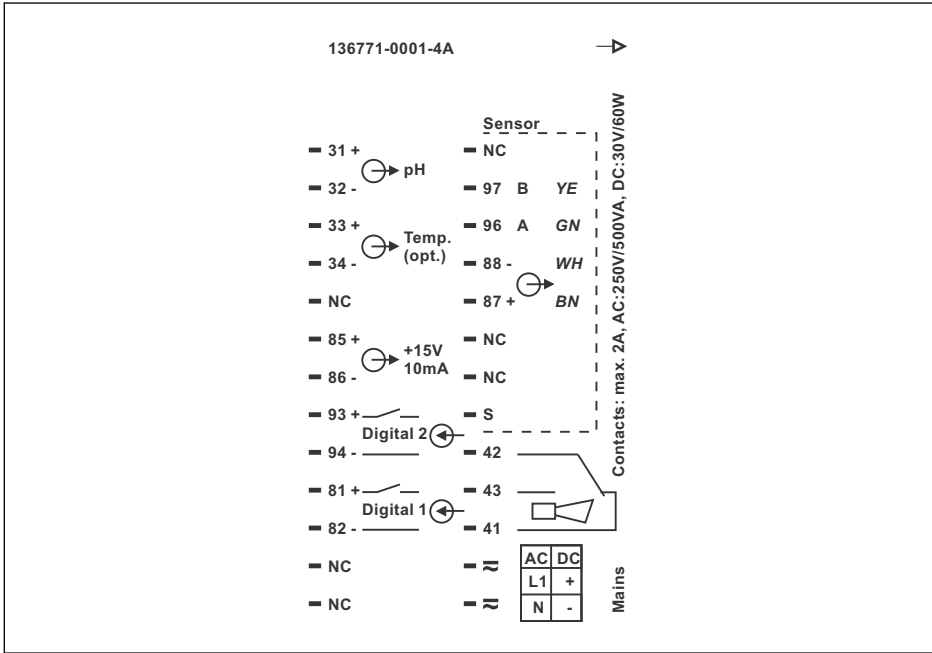 136771-0001-4A
Sensor
31 +
pH
32 -
33 +
Temp.
(opt.)
34 -
NC
85 +
+15V
10mA
86 -
93 +
Digital 2
94 -
81 +
Digital 1
82 -
NC
NC
NC
97 B YE
96 A GN
88 - WH
87 + BN
NC
NC
S
42
43
41
AC DC
L1 +
N -
Contacts: max. 2A, AC:250V/500VA, DC:30V/60W
Mains